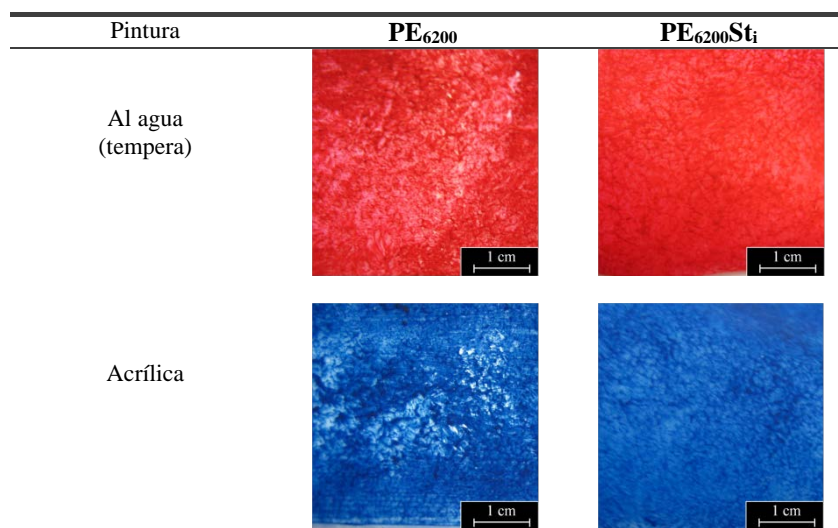 Pintura PE6200 PE6200Sti
Al agua
(tempera)
1 cm 1 cm
Acrílica
1 cm 1 cm